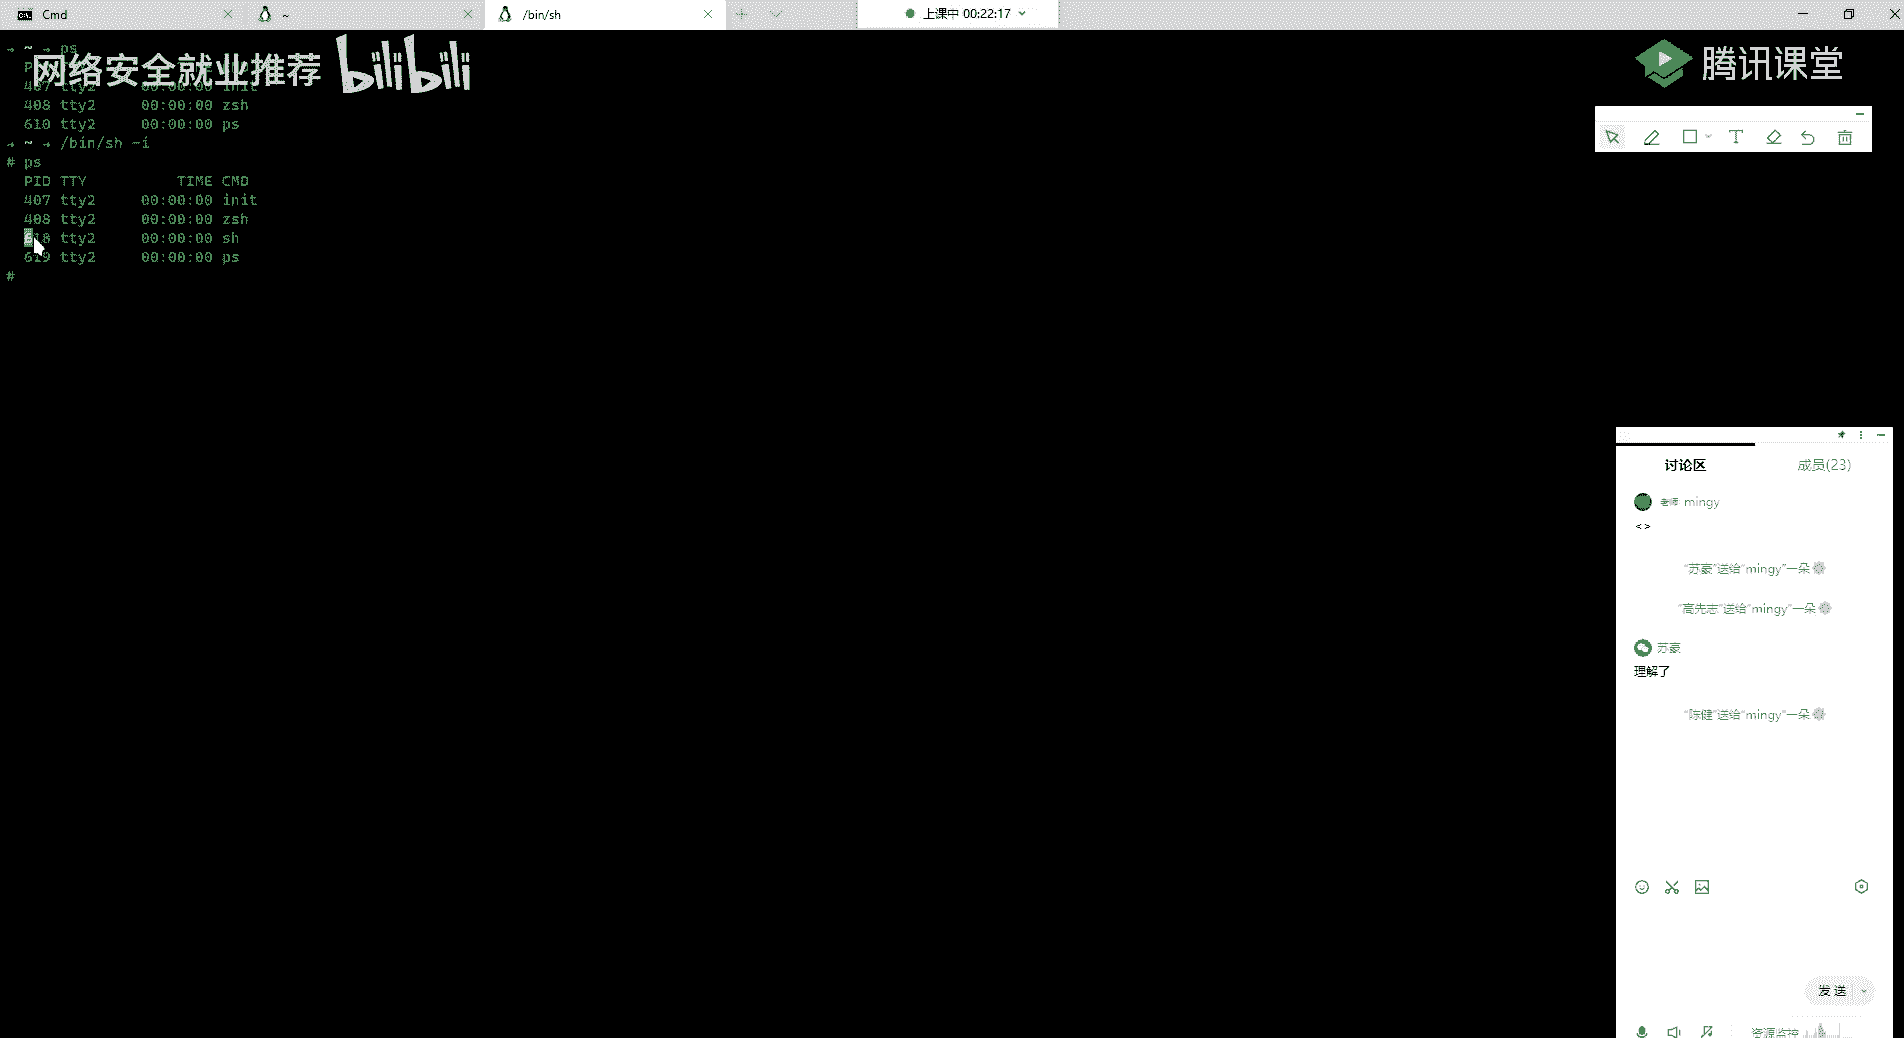 Cmd
~
/bin/sh
上课中 00:22:17
→ ~ → ps
网络安全就业推荐 bilibili
腾讯课堂
407 tty2 00:00:00 init
408 tty2 00:00:00 zsh
610 tty2 00:00:00 ps
→ ~ → /bin/sh -i
# ps
PID TTY TIME CMD
407 tty2 00:00:00 init
408 tty2 00:00:00 zsh
618 tty2 00:00:00 sh
619 tty2 00:00:00 ps
#
讨论区 成员(23)
老师 mingy
<>
"苏豪"送给"mingy"一朵
"高先志"送给"mingy"一朵
苏豪
理解了
"陈健"送给"mingy"一朵
发送
资源监控